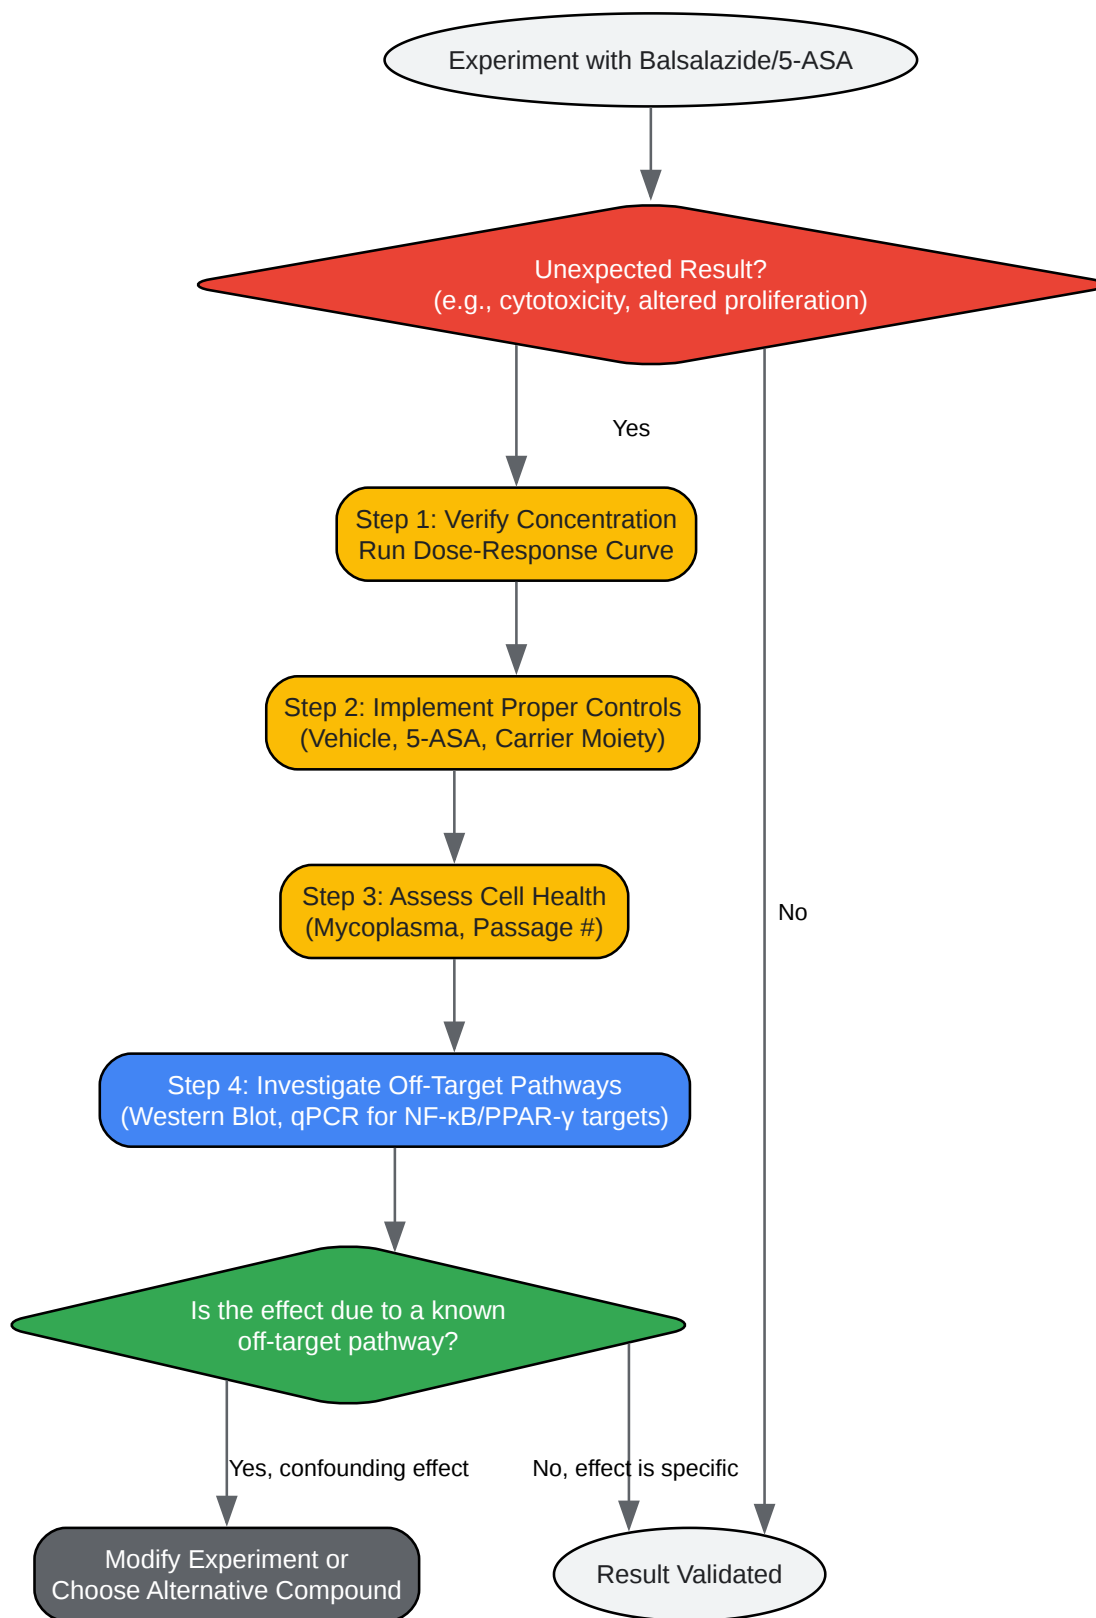 Experiment with Balsalazide/5-ASA
Unexpected Result?
(e.g., cytotoxicity, altered proliferation)
Yes
Step 1: Verify Concentration
Run Dose-Response Curve
Step 2: Implement Proper Controls
(Vehicle, 5-ASA, Carrier Moiety)
Step 3: Assess Cell Health
(Mycoplasma, Passage #)
No
Step 4: Investigate Off-Target Pathways
(Western Blot, qPCR for NF-κB/PPAR-γ targets)
Is the effect due to a known
off-target pathway?
Yes, confounding effect
No, effect is specific
Modify Experiment or
Choose Alternative Compound
Result Validated